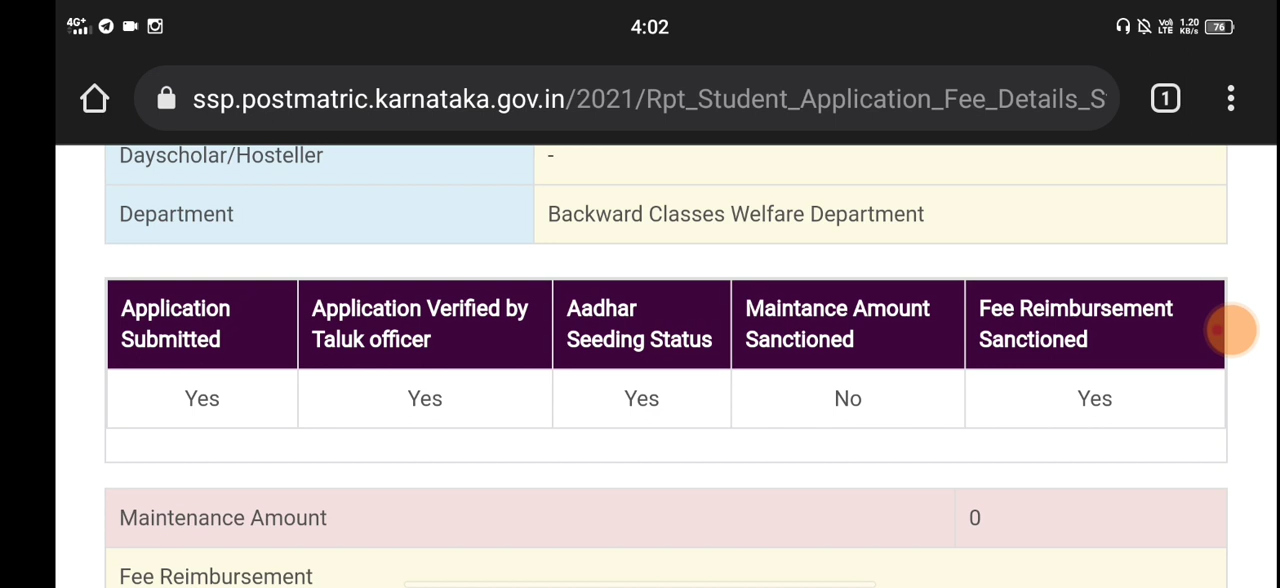 4G+ 4:02 Vo) LTE 1.20 KB/s 76
ssp.postmatric.karnataka.gov.in/2021/Rpt_Student_Application_Fee_Details_S 1
Dayscholar/Hosteller -
Department Backward Classes Welfare Department
Application Submitted Application Verified by Taluk officer Aadhar Seeding Status Maintance Amount Sanctioned Fee Reimbursement Sanctioned
Yes Yes Yes No Yes
Maintenance Amount 0
Fee Reimbursement